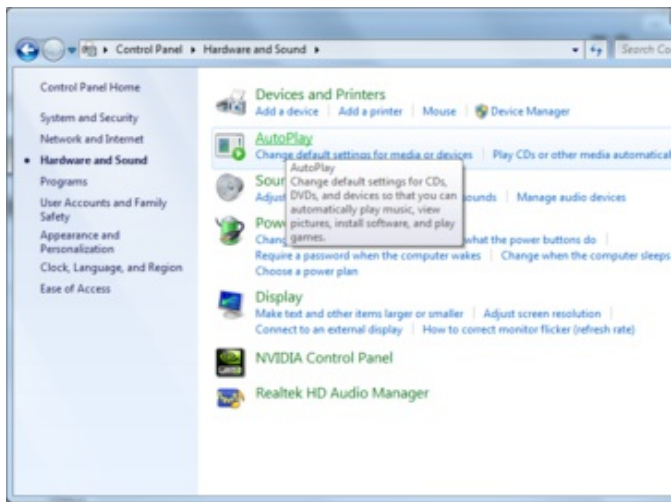 Control Panel ▸ Hardware and Sound ▸
Search Co
Control Panel Home
System and Security
Network and Internet
Hardware and Sound
Programs
User Accounts and Family
Safety
Appearance and
Personalization
Clock, Language, and Region
Ease of Access
Devices and Printers
Add a device | Add a printer | Mouse | Device Manager
AutoPlay
Change default settings for media or devices | Play CDs or other media automatical
AutoPlay
Change default settings for CDs,
DVDs, and devices so that you can
automatically play music, view
pictures, install software, and play
games.
Soun
Adjus
ounds | Manage audio devices
Powe
Chang
what the power buttons do |
Require a password when the computer wakes | Change when the computer sleeps
Choose a power plan
Display
Make text and other items larger or smaller | Adjust screen resolution |
Connect to an external display | How to correct monitor flicker (refresh rate)
NVIDIA Control Panel
Realtek HD Audio Manager